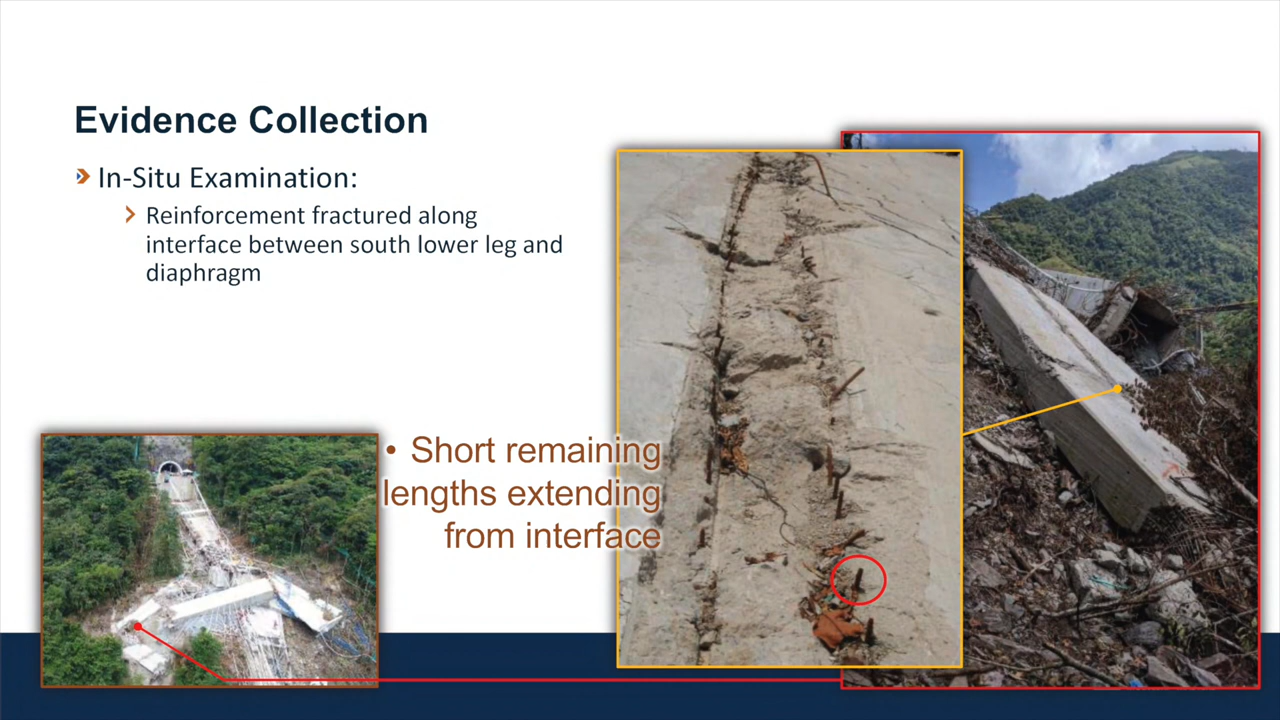 Evidence Collection
In-Situ Examination:
Reinforcement fractured along
interface between south lower leg and
diaphragm
• Short remaining
lengths extending
from interface